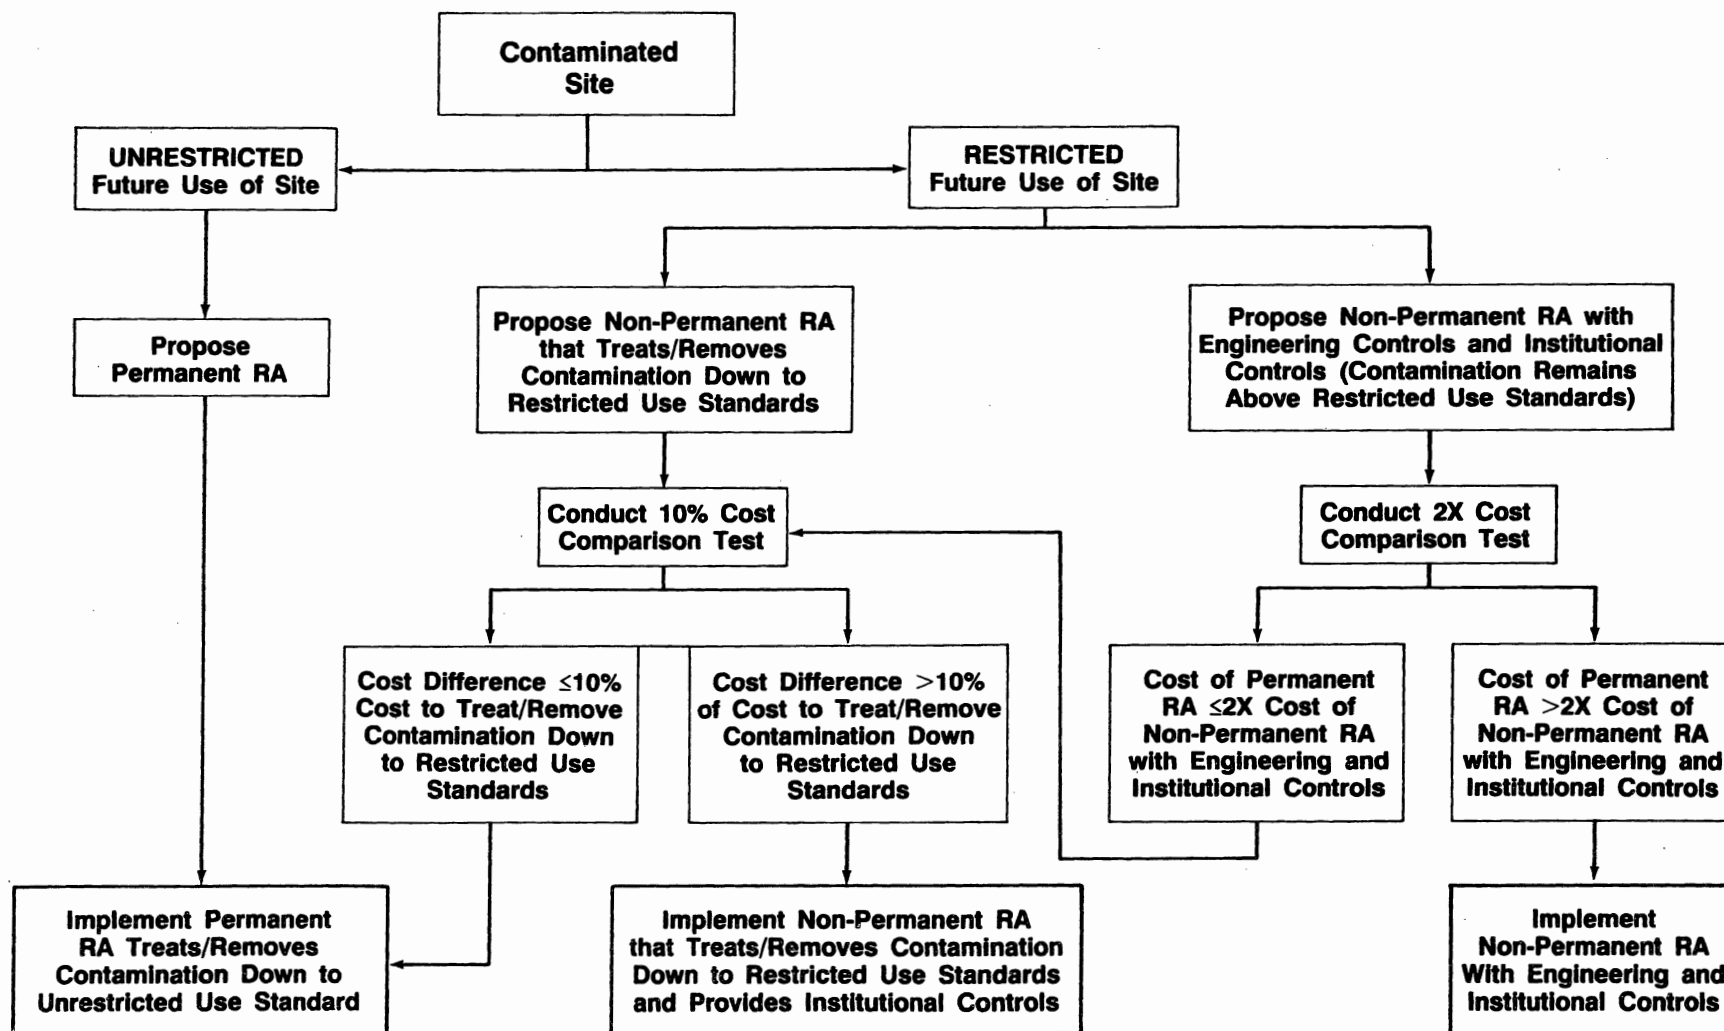 Contaminated
Site
UNRESTRICTED
Future Use of Site
RESTRICTED
Future Use of Site
Propose
Permanent RA
Propose Non-Permanent RA
that Treats/Removes
Contamination Down to
Restricted Use Standards
Propose Non-Permanent RA with
Engineering Controls and Institutional
Controls (Contamination Remains
Above Restricted Use Standards)
Conduct 10% Cost
Comparison Test
Conduct 2X Cost
Comparison Test
Cost Difference ≤10%
Cost to Treat/Remove
Contamination Down
to Restricted Use
Standards
Cost Difference >10%
of Cost to Treat/Remove
Contamination Down
to Restricted Use
Standards
Cost of Permanent
RA ≤2X Cost of
Non-Permanent RA
with Engineering and
Institutional Controls
Cost of Permanent
RA >2X Cost of
Non-Permanent RA
with Engineering and
Institutional Controls
Implement Permanent
RA Treats/Removes
Contamination Down to
Unrestricted Use Standard
Implement Non-Permanent RA
that Treats/Removes Contamination
Down to Restricted Use Standards
and Provides Institutional Controls
Implement
Non-Permanent RA
With Engineering and
Institutional Controls